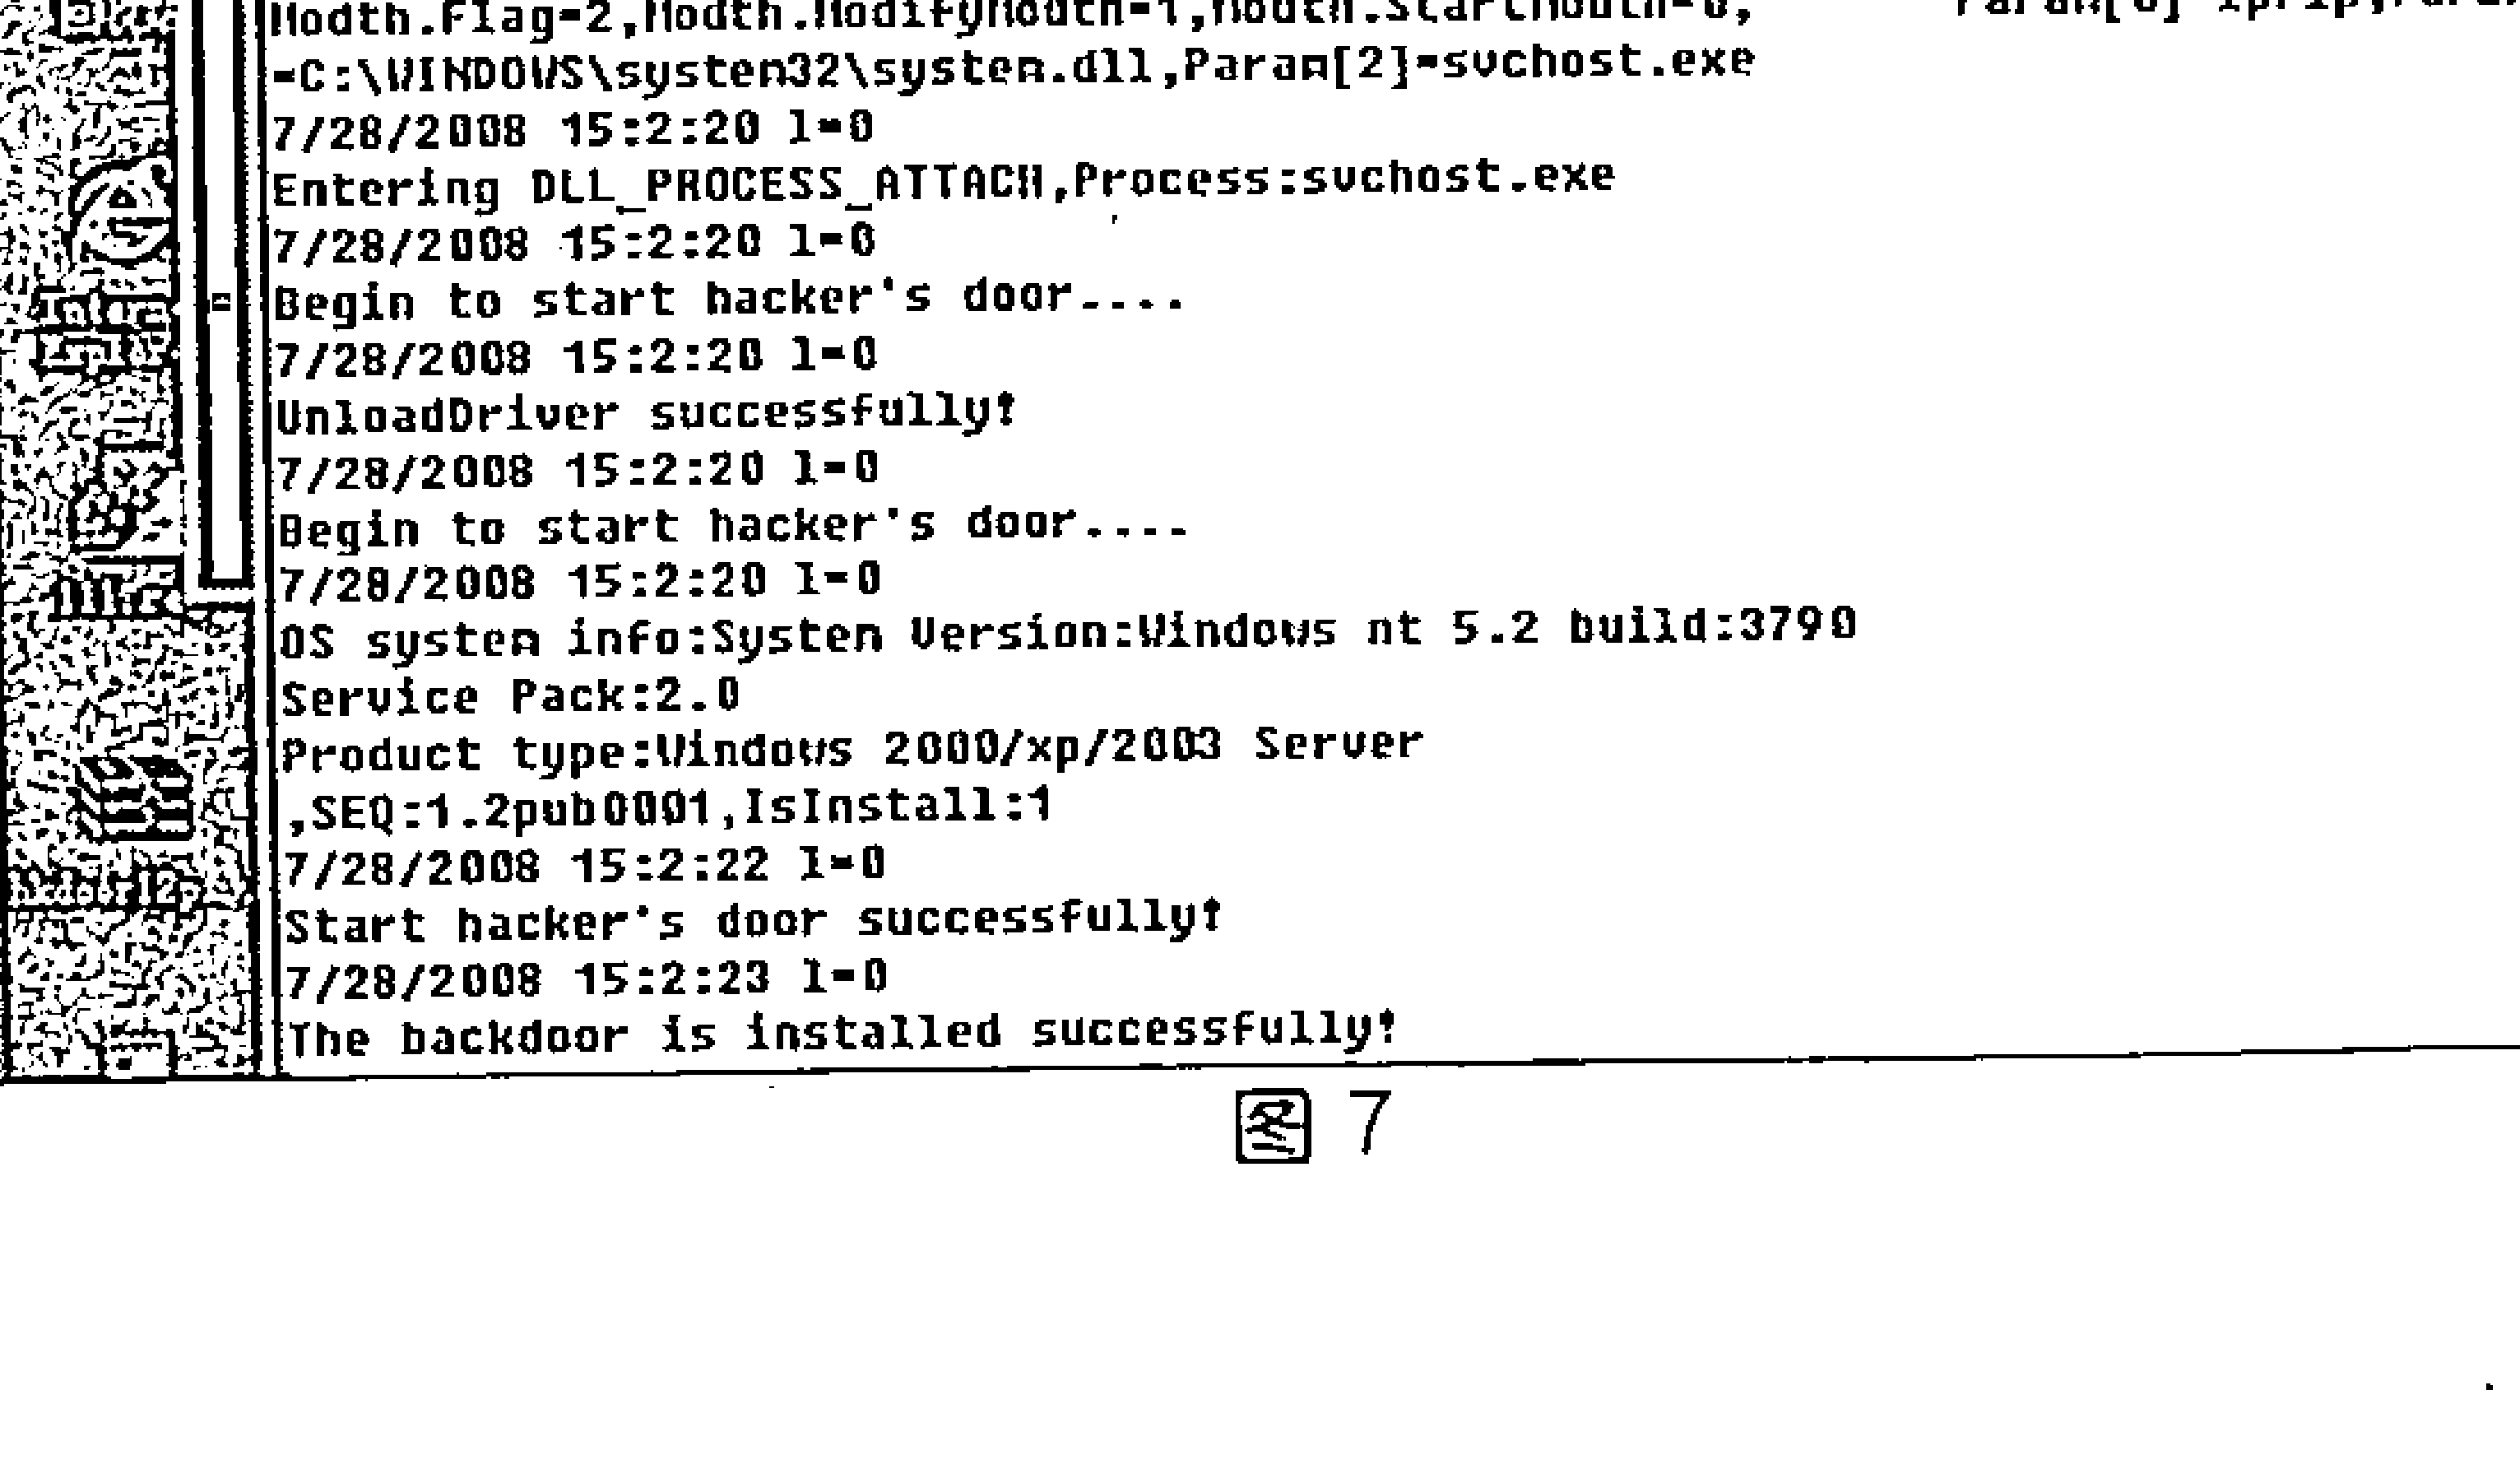 =C:\WINDOWS\system32\system.dll,Param[2]=svchost.exe
7/28/2008 15:2:20 l=0
Entering DLL_PROCESS_ATTACH,Process:svchost.exe
7/28/2008 15:2:20 l=0
Begin to start hacker's door....
7/28/2008 15:2:20 l=0
UnloadDriver successfully!
7/28/2008 15:2:20 l=0
Begin to start hacker's door....
7/28/2008 15:2:20 l=0
OS system info:System Version:Windows nt 5.2 build:3790
Service Pack:2.0
Product type:Windows 2000/xp/2003 Server
,SEQ:1.2pub0001,IsInstall:1
7/28/2008 15:2:22 l=0
Start hacker's door successfully!
7/28/2008 15:2:23 l=0
The backdoor is installed successfully!
图 7